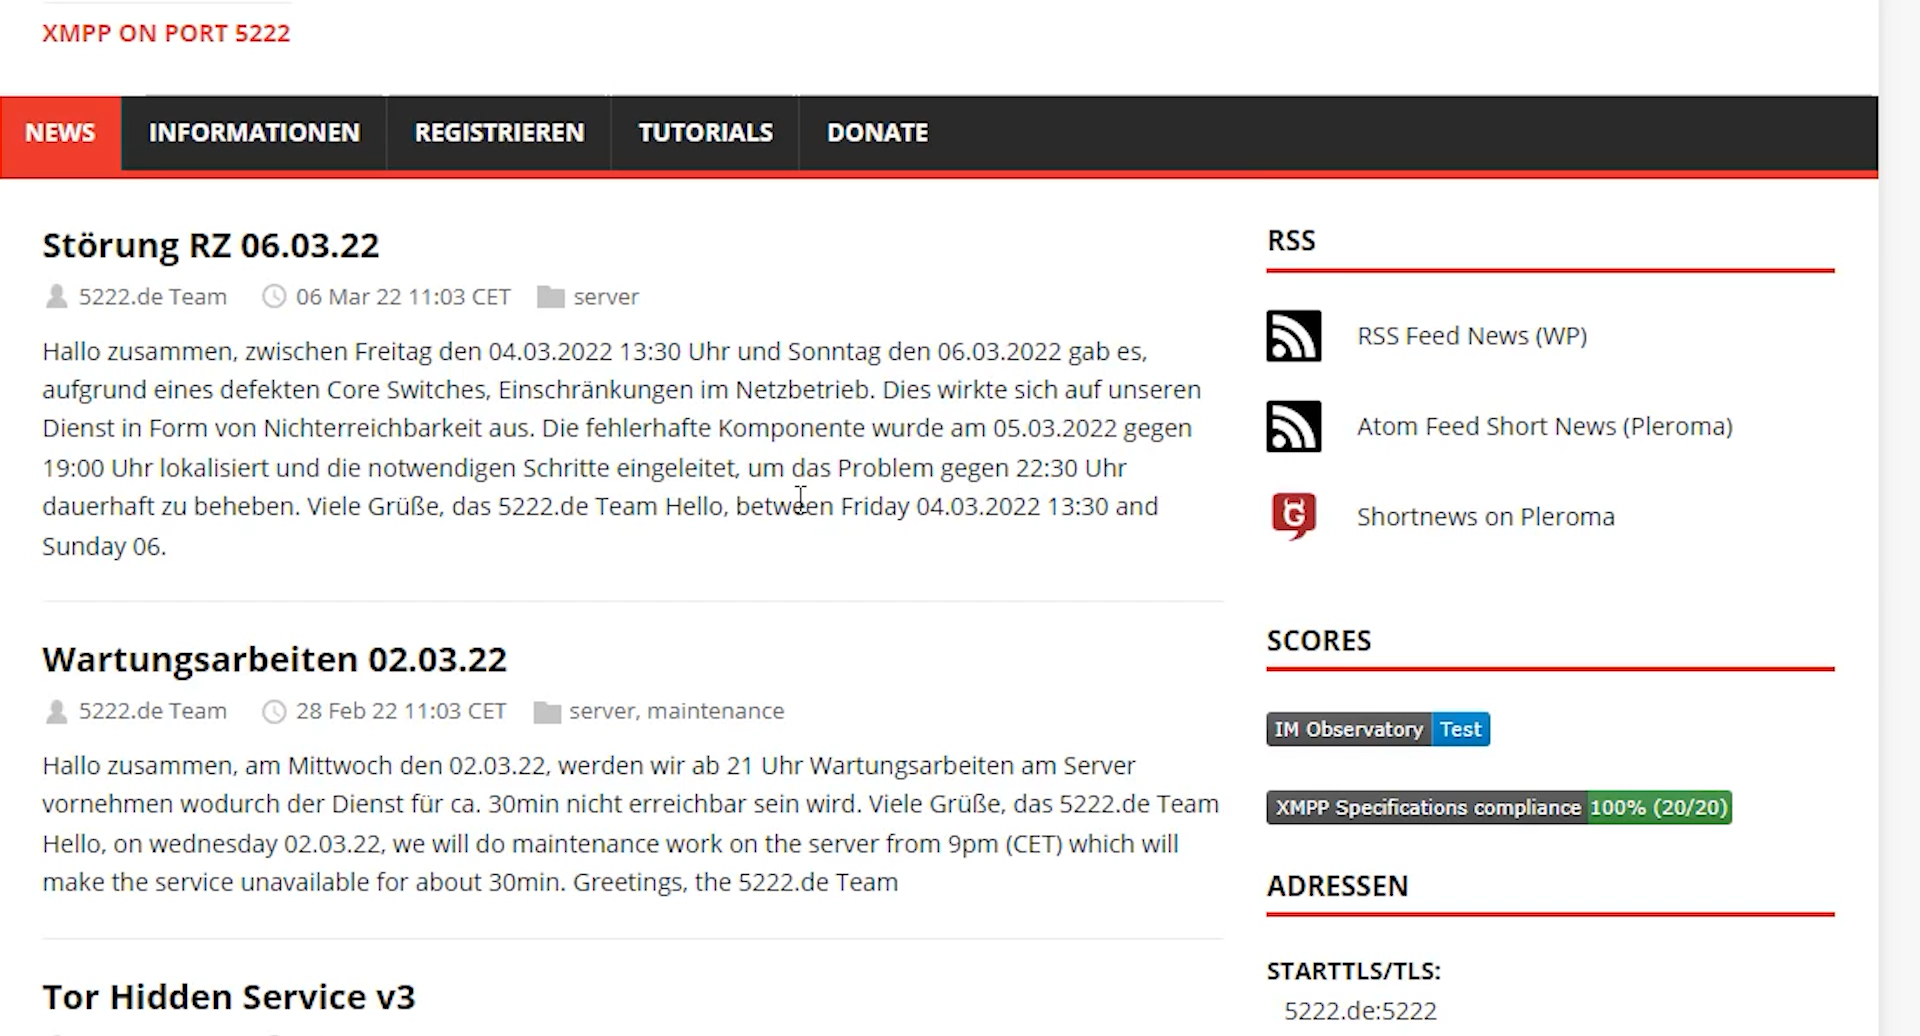 XMPP ON PORT 5222
NEWS INFORMATIONEN REGISTRIEREN TUTORIALS DONATE
Störung RZ 06.03.22
5222.de Team 06 Mar 22 11:03 CET server
Hallo zusammen, zwischen Freitag den 04.03.2022 13:30 Uhr und Sonntag den 06.03.2022 gab es,
aufgrund eines defekten Core Switches, Einschränkungen im Netzbetrieb. Dies wirkte sich auf unseren
Dienst in Form von Nichterreichbarkeit aus. Die fehlerhafte Komponente wurde am 05.03.2022 gegen
19:00 Uhr lokalisiert und die notwendigen Schritte eingeleitet, um das Problem gegen 22:30 Uhr
dauerhaft zu beheben. Viele Grüße, das 5222.de Team Hello, between Friday 04.03.2022 13:30 and
Sunday 06.
Wartungsarbeiten 02.03.22
5222.de Team 28 Feb 22 11:03 CET server, maintenance
Hallo zusammen, am Mittwoch den 02.03.22, werden wir ab 21 Uhr Wartungsarbeiten am Server
vornehmen wodurch der Dienst für ca. 30min nicht erreichbar sein wird. Viele Grüße, das 5222.de Team
Hello, on wednesday 02.03.22, we will do maintenance work on the server from 9pm (CET) which will
make the service unavailable for about 30min. Greetings, the 5222.de Team
Tor Hidden Service v3
RSS
RSS Feed News (WP)
Atom Feed Short News (Pleroma)
Shortnews on Pleroma
SCORES
IM Observatory Test
XMPP Specifications compliance 100% (20/20)
ADRESSEN
STARTTLS/TLS:
5222.de:5222